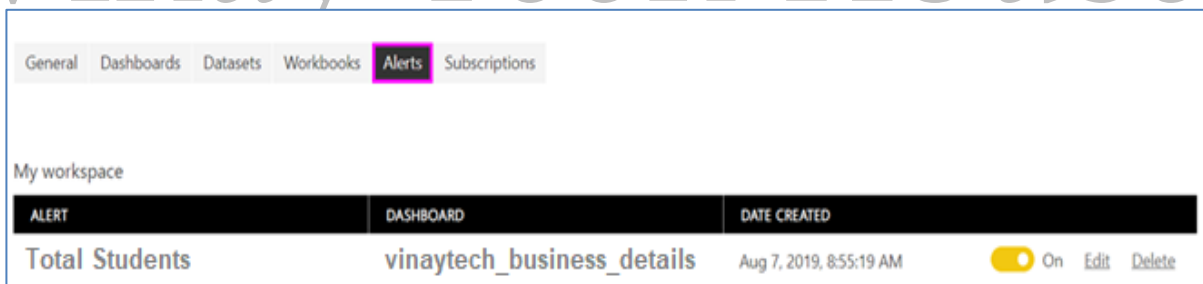 General Dashboards Datasets Workbooks Alerts Subscriptions
My workspace
ALERT DASHBOARD DATE CREATED
Total Students vinaytech_business_details Aug 7, 2019, 8:55:19 AM On Edit Delete